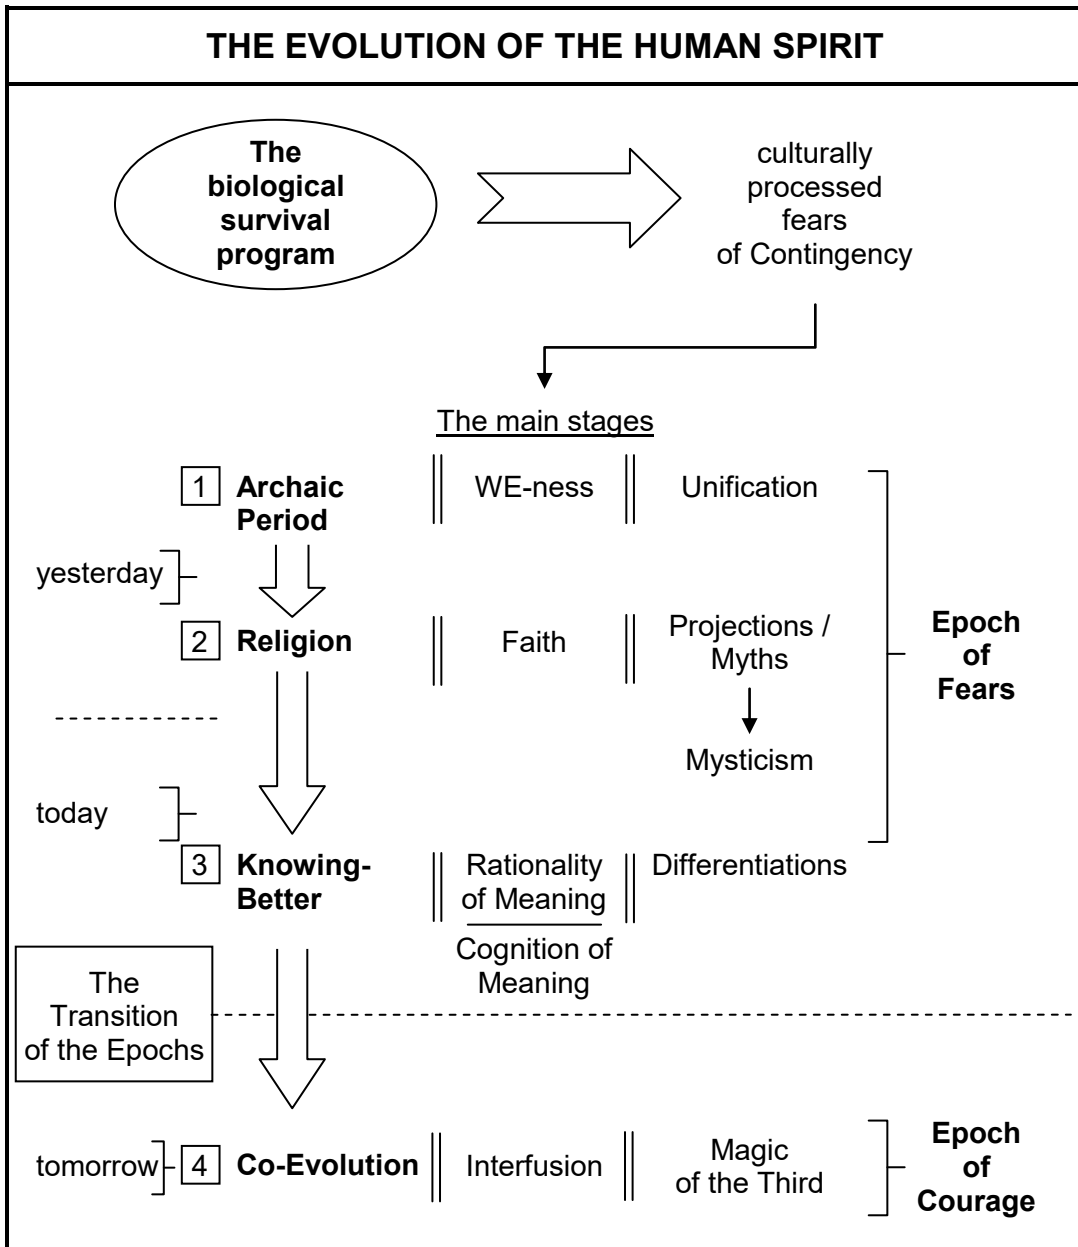 THE EVOLUTION OF THE HUMAN SPIRIT
The
biological
survival
program
culturally
processed
fears
of Contingency
The main stages
1 Archaic
Period
WE-ness
Unification
yesterday
2 Religion
Faith
Projections /
Myths
Mysticism
Epoch
of
Fears
today
3 Knowing-
Better
Rationality
of Meaning
Cognition of
Meaning
Differentiations
The
Transition
of the Epochs
tomorrow
4 Co-Evolution
Interfusion
Magic
of the Third
Epoch
of
Courage